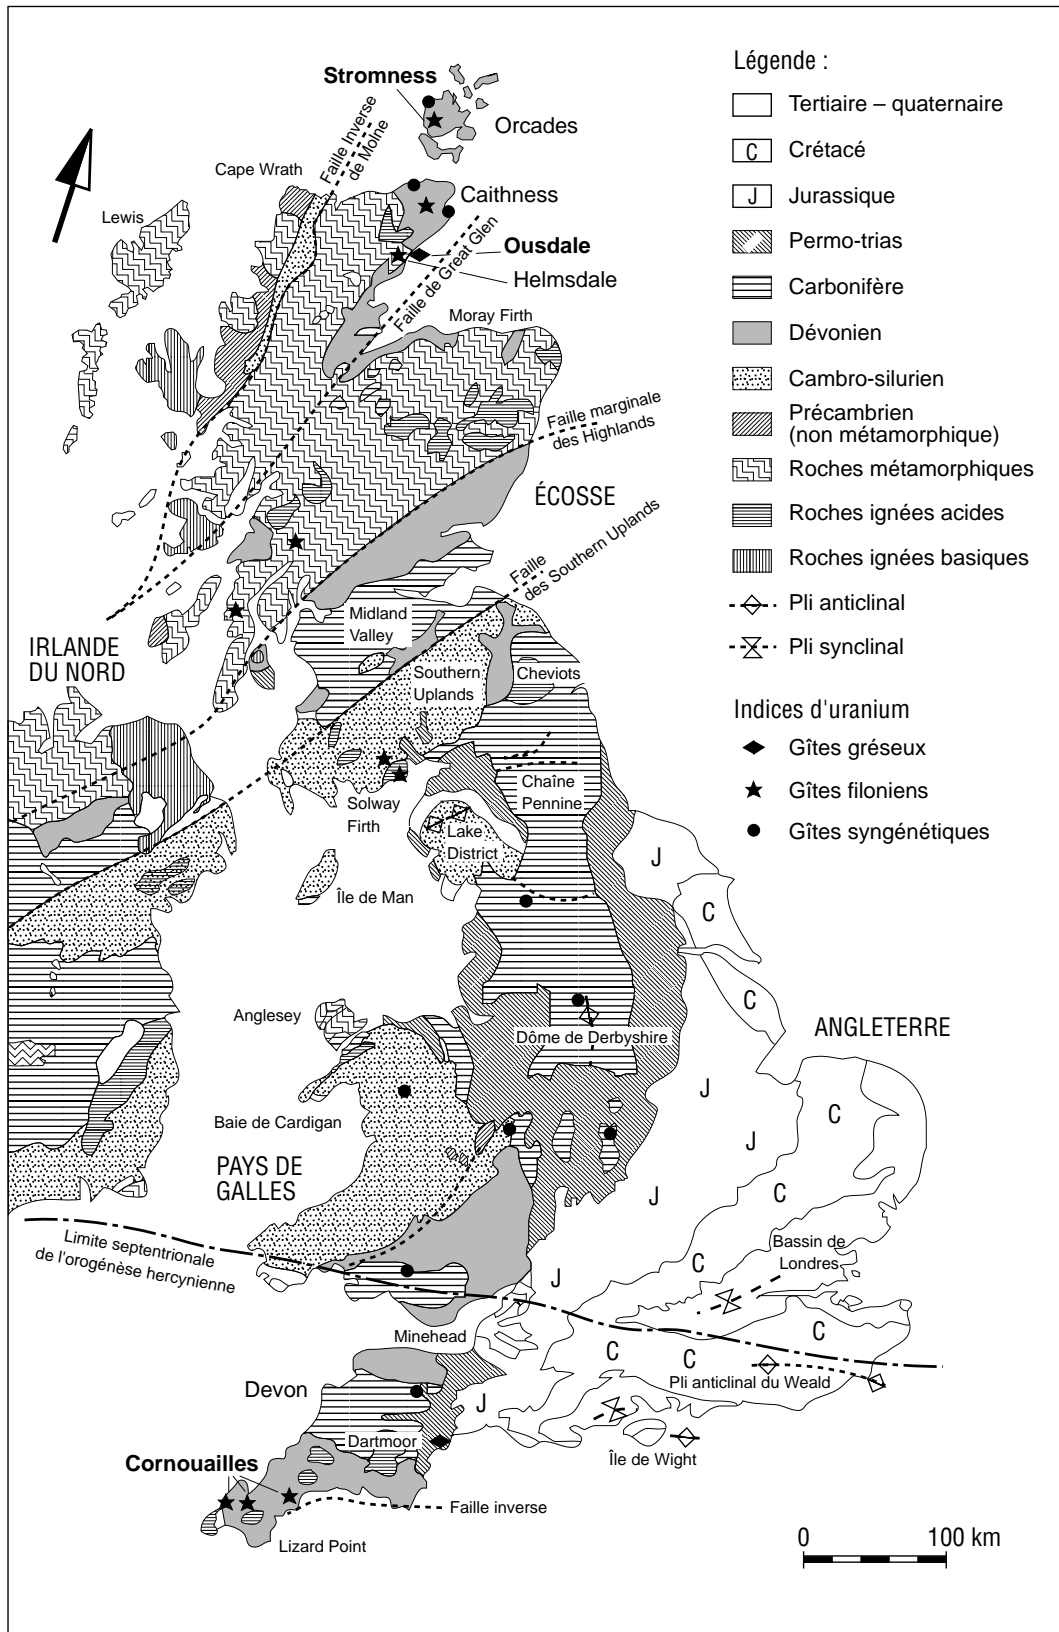 Légende :
Tertiaire – quaternaire
C
Crétacé
J
Jurassique
Permo-trias
Carbonifère
Dévonien
Cambro-silurien
Précambrien
(non métamorphique)
Roches métamorphiques
Roches ignées acides
Roches ignées basiques
Pli anticlinal
Pli synclinal
Indices d'uranium
Gîtes gréseux
Gîtes filoniens
Gîtes syngénétiques
Stromness
Orcades
Faille Inverse
de Moine
Cape Wrath
Caithness
Lewis
Ousdale
Helmsdale
Faille de Great Glen
Moray Firth
Faille marginale
des Highlands
ÉCOSSE
Faille
des Southern Uplands
Midland
Valley
IRLANDE
DU NORD
Southern
Uplands
Cheviots
Chaîne
Pennine
Solway
Firth
Lake
District
J
Île de Man
C
C
Anglesey
ANGLETERRE
Dôme de Derbyshire
J
C
Baie de Cardigan
J
PAYS DE
GALLES
J
C
Limite septentrionale
de l'orogénèse hercynienne
Bassin de
Londres
C
J
Minehead
C
C
C
Pli anticlinal du Weald
Devon
J
Dartmoor
Île de Wight
Cornouailles
Faille inverse
Lizard Point
0
100 km